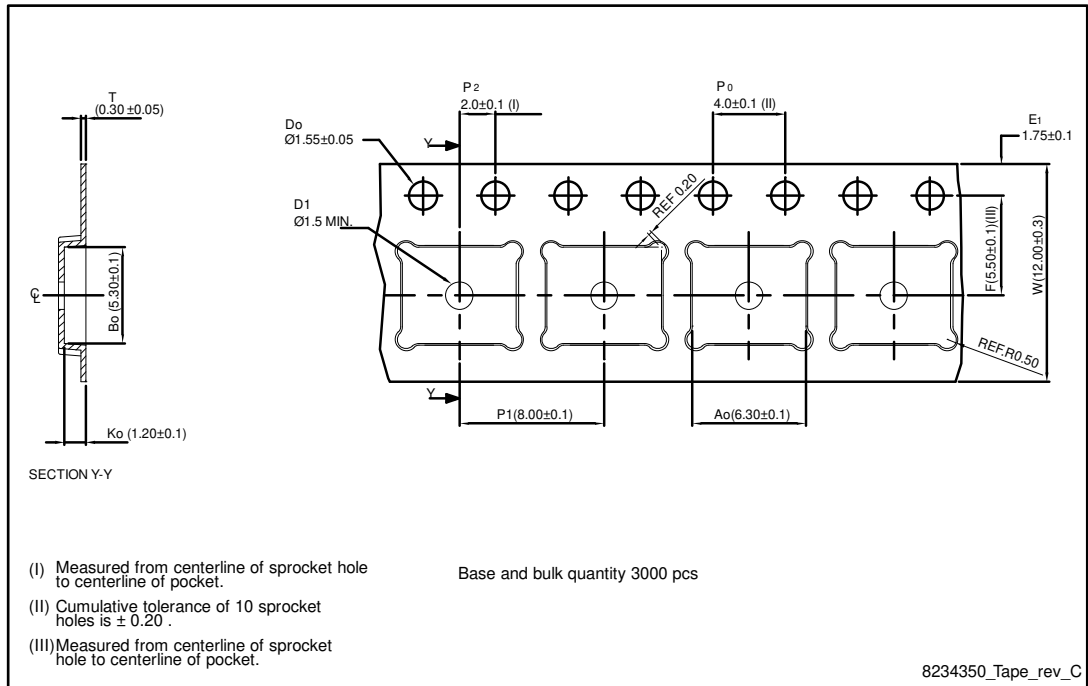 T
(0.30 ±0.05)
P2
2.0±0.1 (I)
P0
4.0±0.1 (II)
E1
1.75±0.1
Do
Ø1.55±0.05
Y
D1
Ø1.5 MIN.
REF 0.20
F(5.50±0.1)(III)
W(12.00±0.3)
Bo (5.30±0.1)
℄
REF.R0.50
Y
P1(8.00±0.1)
Ao(6.30±0.1)
Ko (1.20±0.1)
SECTION Y-Y
(I) Measured from centerline of sprocket hole
to centerline of pocket.
Base and bulk quantity 3000 pcs
(II) Cumulative tolerance of 10 sprocket
holes is ± 0.20 .
(III) Measured from centerline of sprocket
hole to centerline of pocket.
8234350_Tape_rev_C